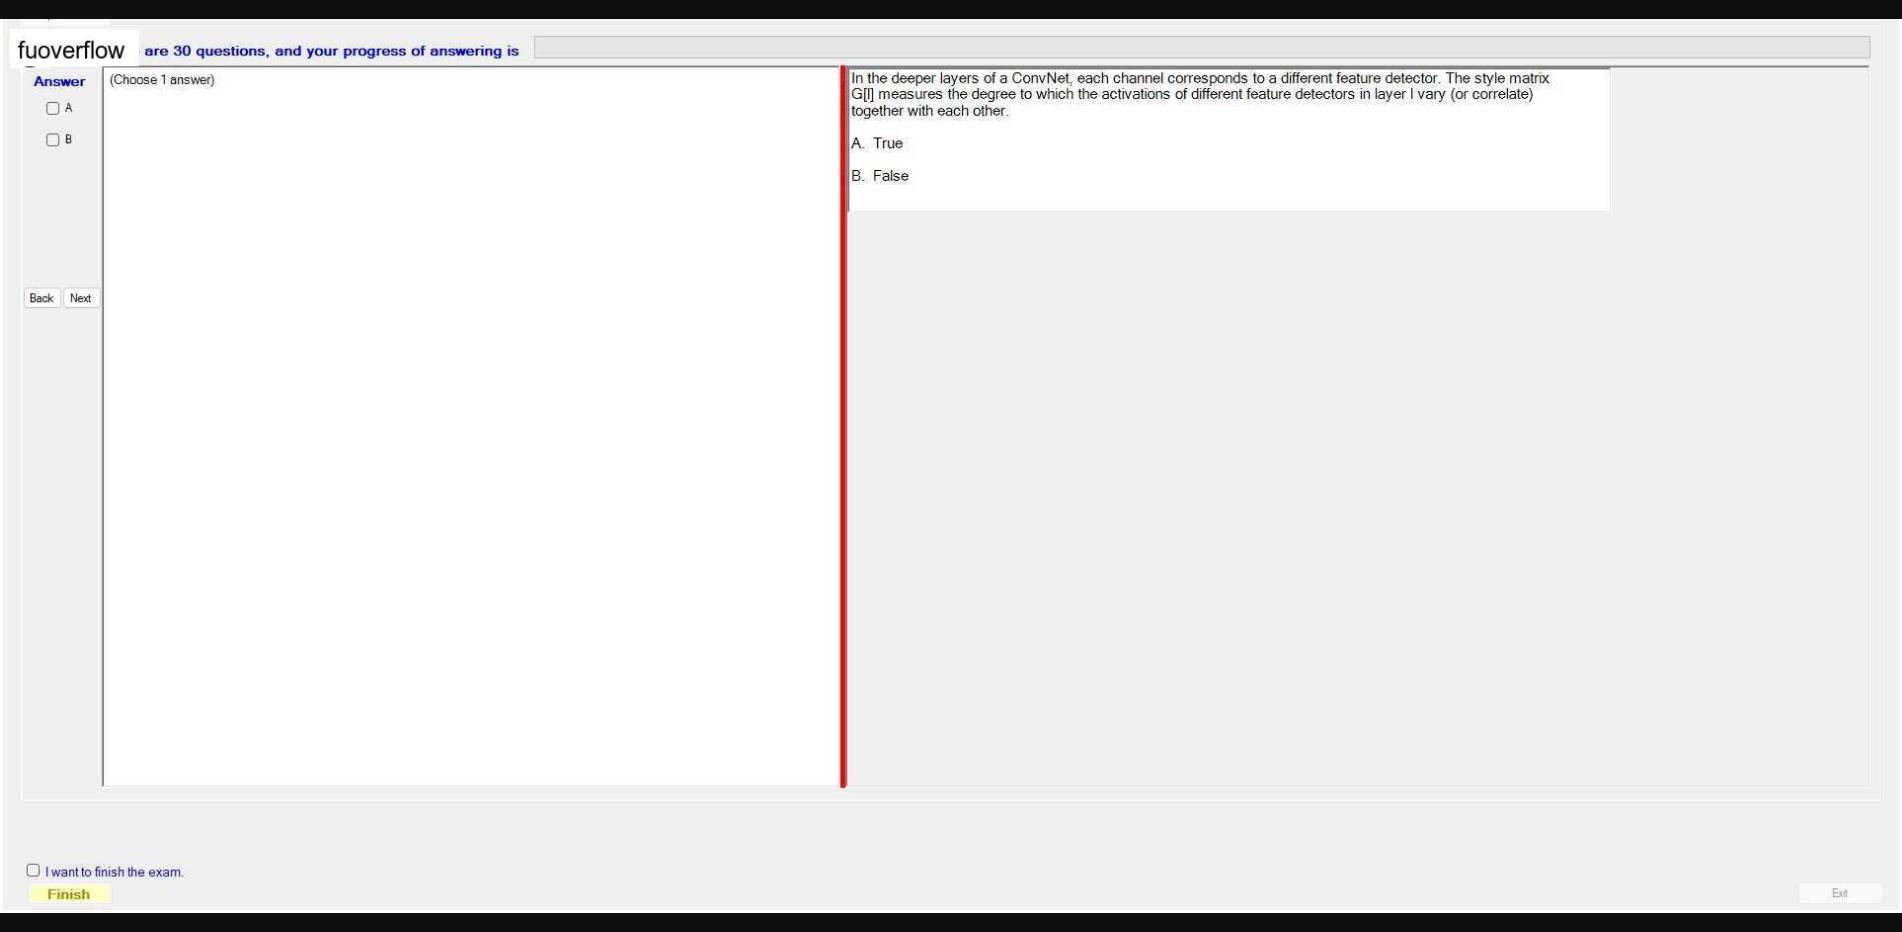 fuoverflow are 30 questions, and your progress of answering is
Answer
(Choose 1 answer)
A
B
Back Next
In the deeper layers of a ConvNet, each channel corresponds to a different feature detector. The style matrix
G[l] measures the degree to which the activations of different feature detectors in layer l vary (or correlate)
together with each other.
A. True
B. False
I want to finish the exam.
Finish
Exit